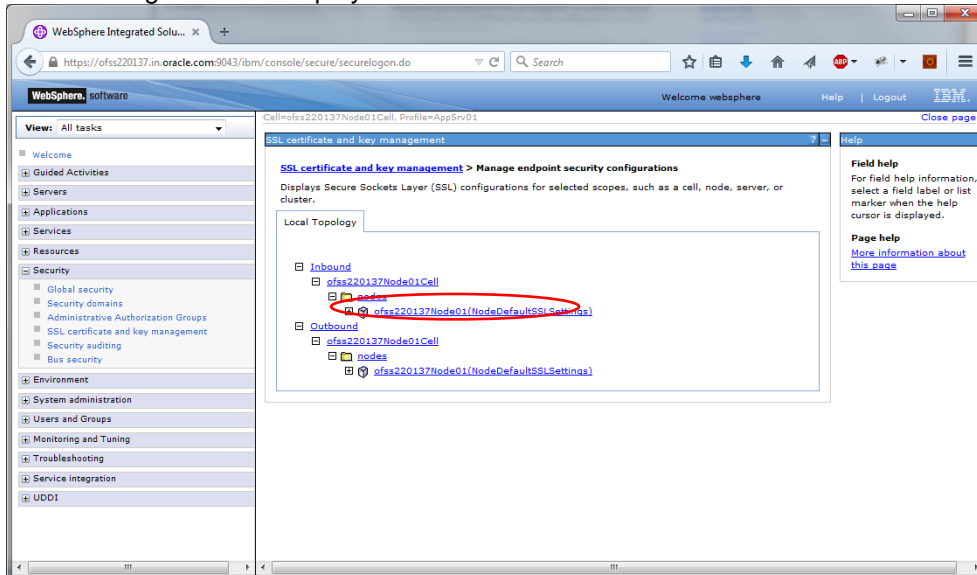 WebSphere Integrated Solu...
https://ofss220137.in.oracle.com:9043/ibm/console/secure/securelogon.do
Search
ABP
WebSphere. software
Welcome websphere
Help | Logout
IBM.
Cell=ofss220137Node01Cell, Profile=AppSrv01
Close page
View: All tasks
Welcome
Guided Activities
Servers
Applications
Services
Resources
Security
Global security
Security domains
Administrative Authorization Groups
SSL certificate and key management
Security auditing
Bus security
Environment
System administration
Users and Groups
Monitoring and Tuning
Troubleshooting
Service integration
UDDI
SSL certificate and key management
SSL certificate and key management > Manage endpoint security configurations
Displays Secure Sockets Layer (SSL) configurations for selected scopes, such as a cell, node, server, or
cluster.
Local Topology
Inbound
ofss220137Node01Cell
nodes
ofss220137Node01(NodeDefaultSSLSettings)
Outbound
ofss220137Node01Cell
nodes
ofss220137Node01(NodeDefaultSSLSettings)
Help
Field help
For field help information,
select a field label or list
marker when the help
cursor is displayed.
Page help
More information about
this page